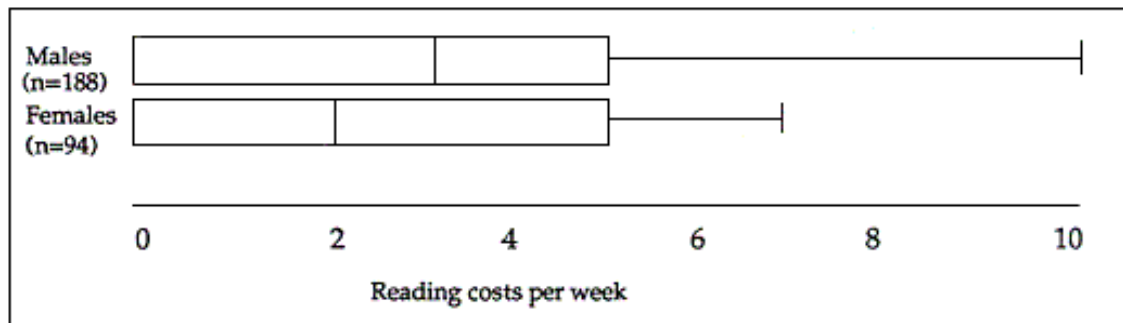 Males
(n=188)
Females
(n=94)
0 2 4 6 8 10
Reading costs per week